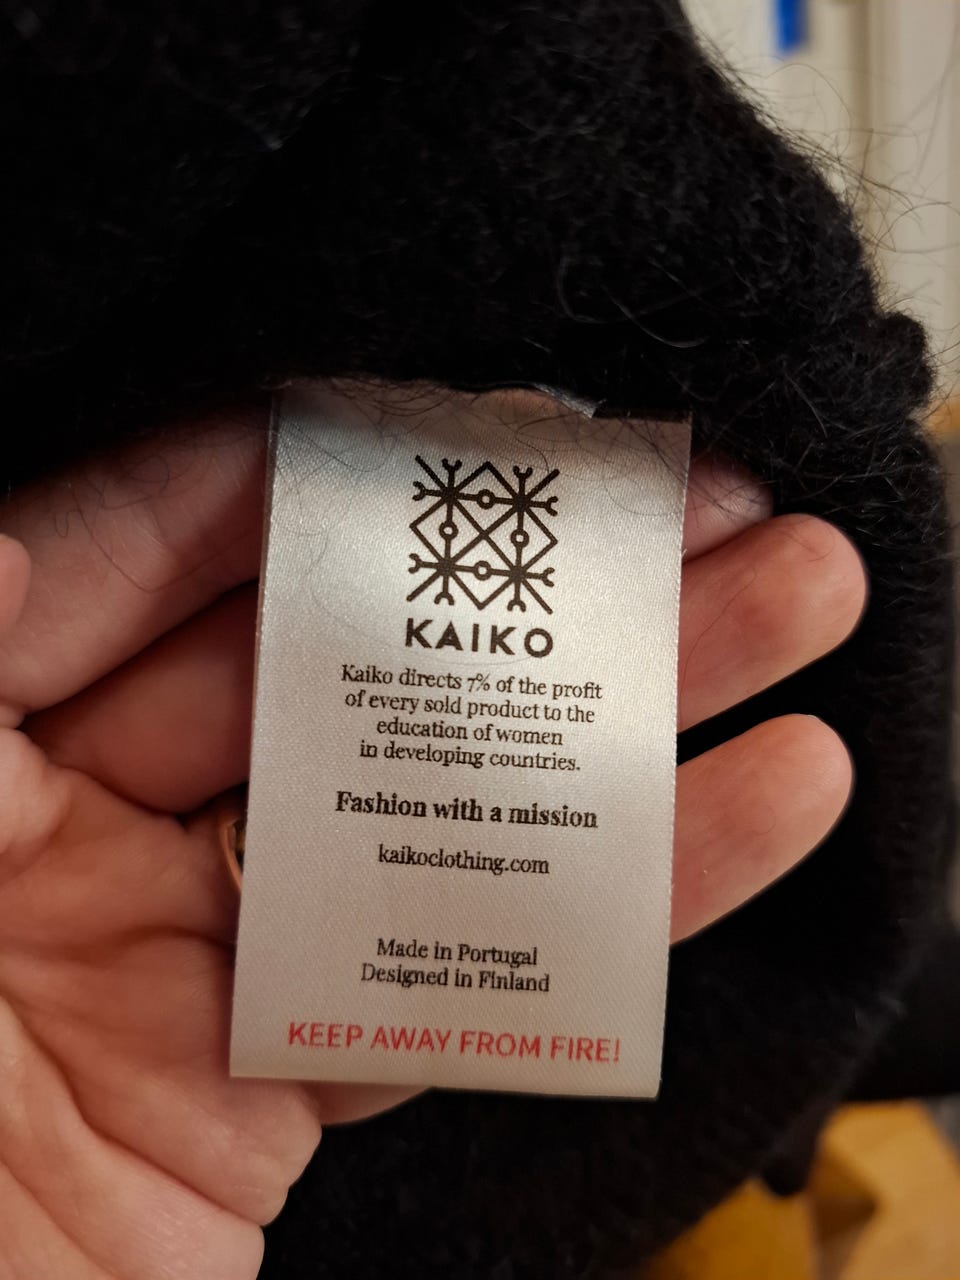 KAIKO
Kaiko directs 7% of the profit
of every sold product to the
education of women
in developing countries.
Fashion with a mission
kaikoclothing.com
Made in Portugal
Designed in Finland
KEEP AWAY FROM FIRE!